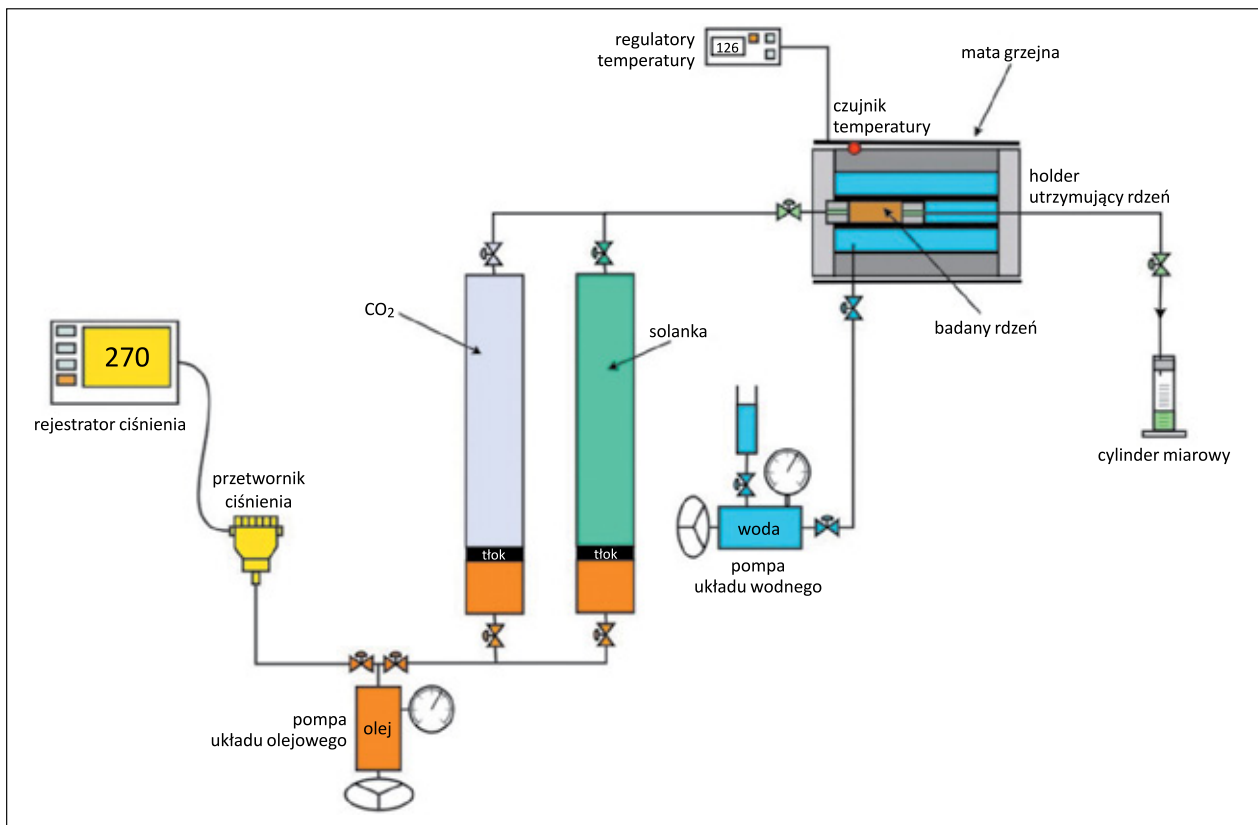 regulatory
temperatury
126
mata grzejna
czujnik
temperatury
holder
utrzymujący rdzeń
badany rdzeń
CO₂
solanka
270
rejestrator ciśnienia
przetwornik
ciśnienia
cylinder miarowy
tłok
tłok
woda
pompa
układu wodnego
pompa
układu olejowego
olej